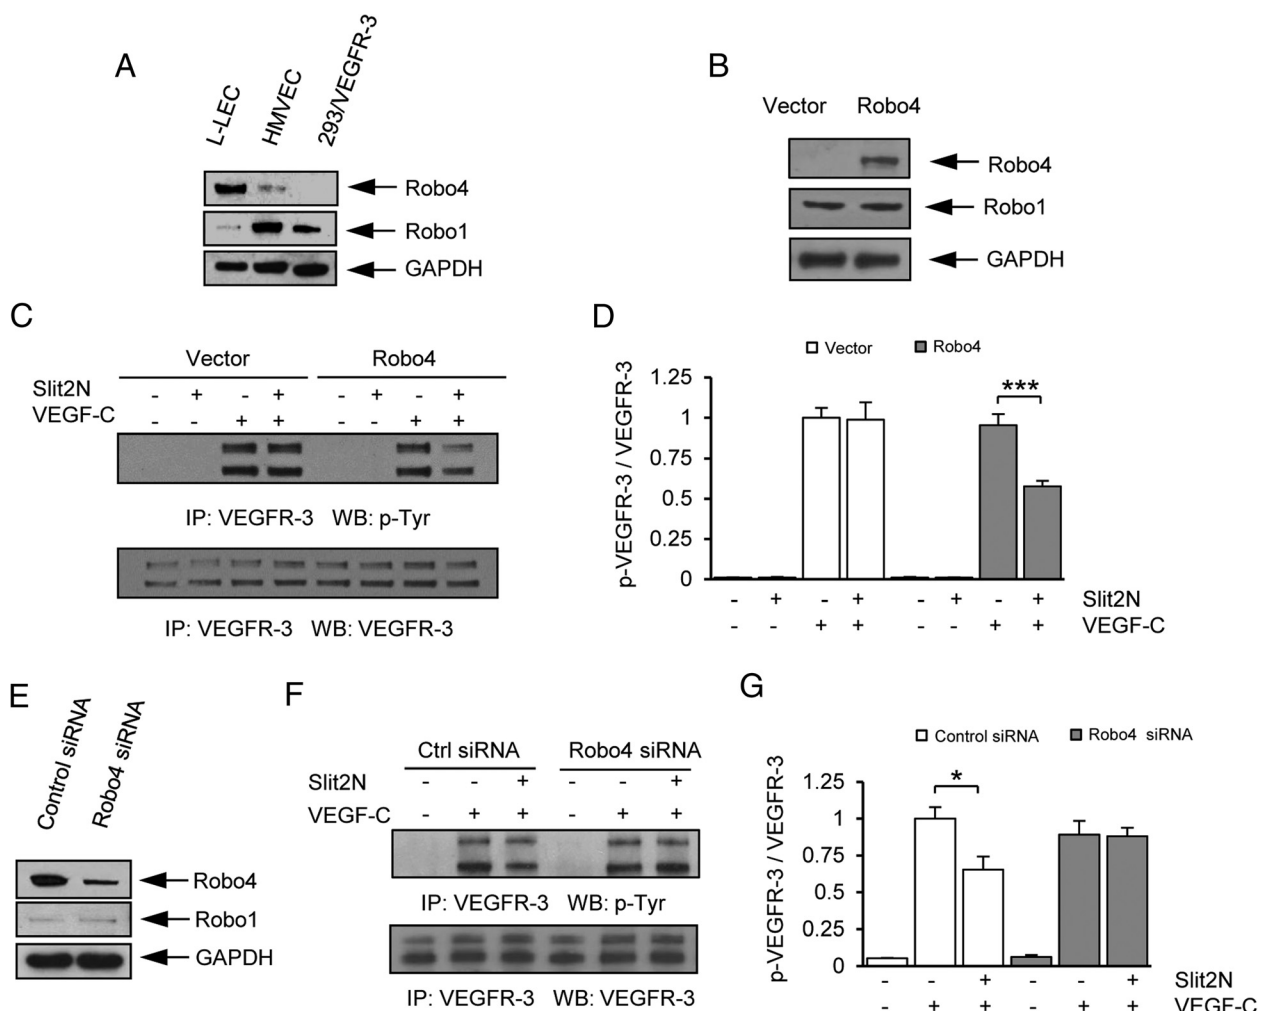 A
L-LEC
HMVEC
293/VEGFR-3
Robo4
Robo1
GAPDH
B
Vector Robo4
Robo4
Robo1
GAPDH
C
Vector Robo4
Slit2N - + - + - + - +
VEGF-C - - + + - - + +
IP: VEGFR-3 WB: p-Tyr
IP: VEGFR-3 WB: VEGFR-3
D
Vector Robo4
p-VEGFR-3 / VEGFR-3
1.25
1
0.75
0.5
0.25
0
***
- + - + - + - + Slit2N
- - + + - - + + VEGF-C
E
Control siRNA
Robo4 siRNA
Robo4
Robo1
GAPDH
F
Ctrl siRNA Robo4 siRNA
Slit2N - - + - - +
VEGF-C - + + - + +
IP: VEGFR-3 WB: p-Tyr
IP: VEGFR-3 WB: VEGFR-3
G
Control siRNA Robo4 siRNA
p-VEGFR-3 / VEGFR-3
1.25
1
0.75
0.5
0.25
0
*
- - + - - + Slit2N
- + + - + + VEGF-C